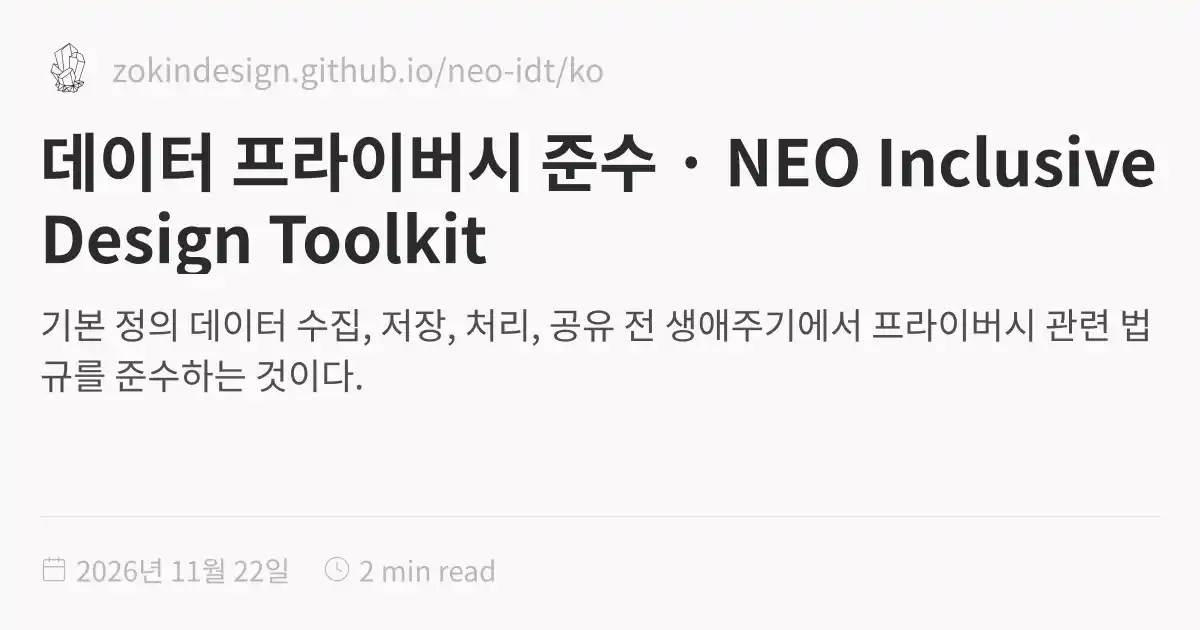 zokindesign.github.io/neo-idt/ko
데이터 프라이버시 준수 · NEO Inclusive
Design Toolkit
기본 정의 데이터 수집, 저장, 처리, 공유 전 생애주기에서 프라이버시 관련 법
규를 준수하는 것이다.
2026년 11월 22일 2 min read